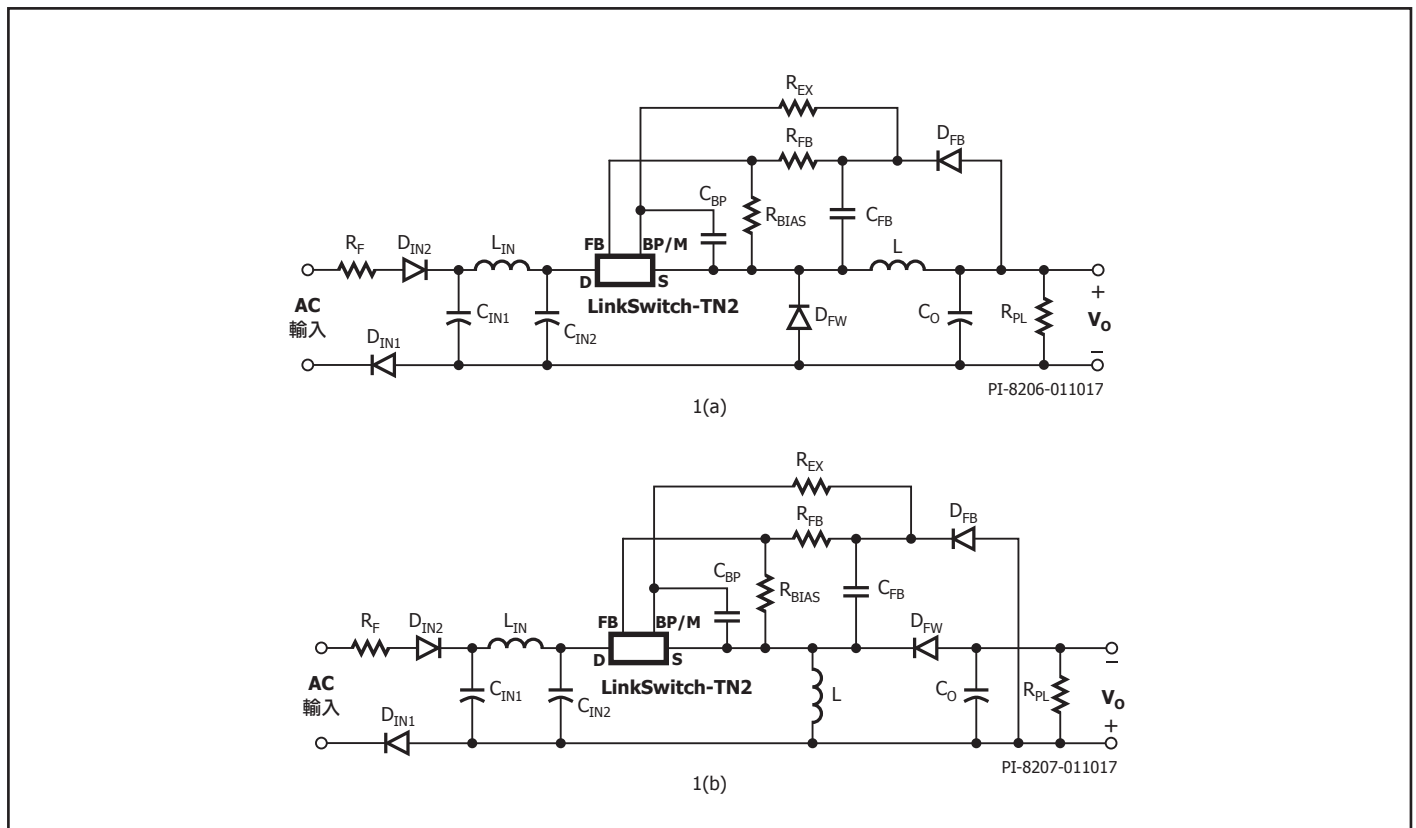 R_EX
R_FB
D_FB
C_BP
R_BIAS
C_FB
R_F
D_IN2
L_IN
FB
BP/M
L
D
S
AC
輸入
C_IN1
C_IN2
LinkSwitch-TN2
D_FW
C_O
R_PL
+
V_O
−
D_IN1
PI-8206-011017
1(a)
R_EX
R_FB
D_FB
C_BP
R_BIAS
C_FB
R_F
D_IN2
L_IN
FB
BP/M
D_FW
D
S
−
AC
輸入
C_IN1
C_IN2
LinkSwitch-TN2
L
C_O
R_PL
V_O
+
D_IN1
PI-8207-011017
1(b)